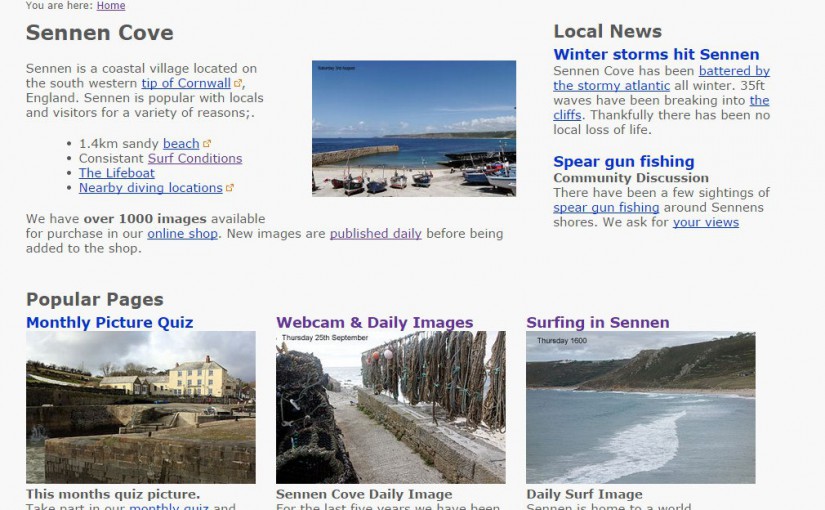 You are here: Home
Sennen Cove
Sennen is a coastal village located on
the south western tip of Cornwall,
England. Sennen is popular with locals
and visitors for a variety of reasons;.
1.4km sandy beach
Consistant Surf Conditions
The Lifeboat
Nearby diving locations
We have over 1000 images available
for purchase in our online shop. New images are published daily before being
added to the shop.
Local News
Winter storms hit Sennen
Sennen Cove has been battered by
the stormy atlantic all winter. 35ft
waves have been breaking into the
cliffs. Thankfully there has been no
local loss of life.
Spear gun fishing
Community Discussion
There have been a few sightings of
spear gun fishing around Sennens
shores. We ask for your views
Popular Pages
Monthly Picture Quiz
This months quiz picture.
Take part in our monthly quiz and
Webcam & Daily Images
Thursday 25th September
Sennen Cove Daily Image
For the last five years we have been
Surfing in Sennen
Thursday 1600
Daily Surf Image
Sennen is home to a world